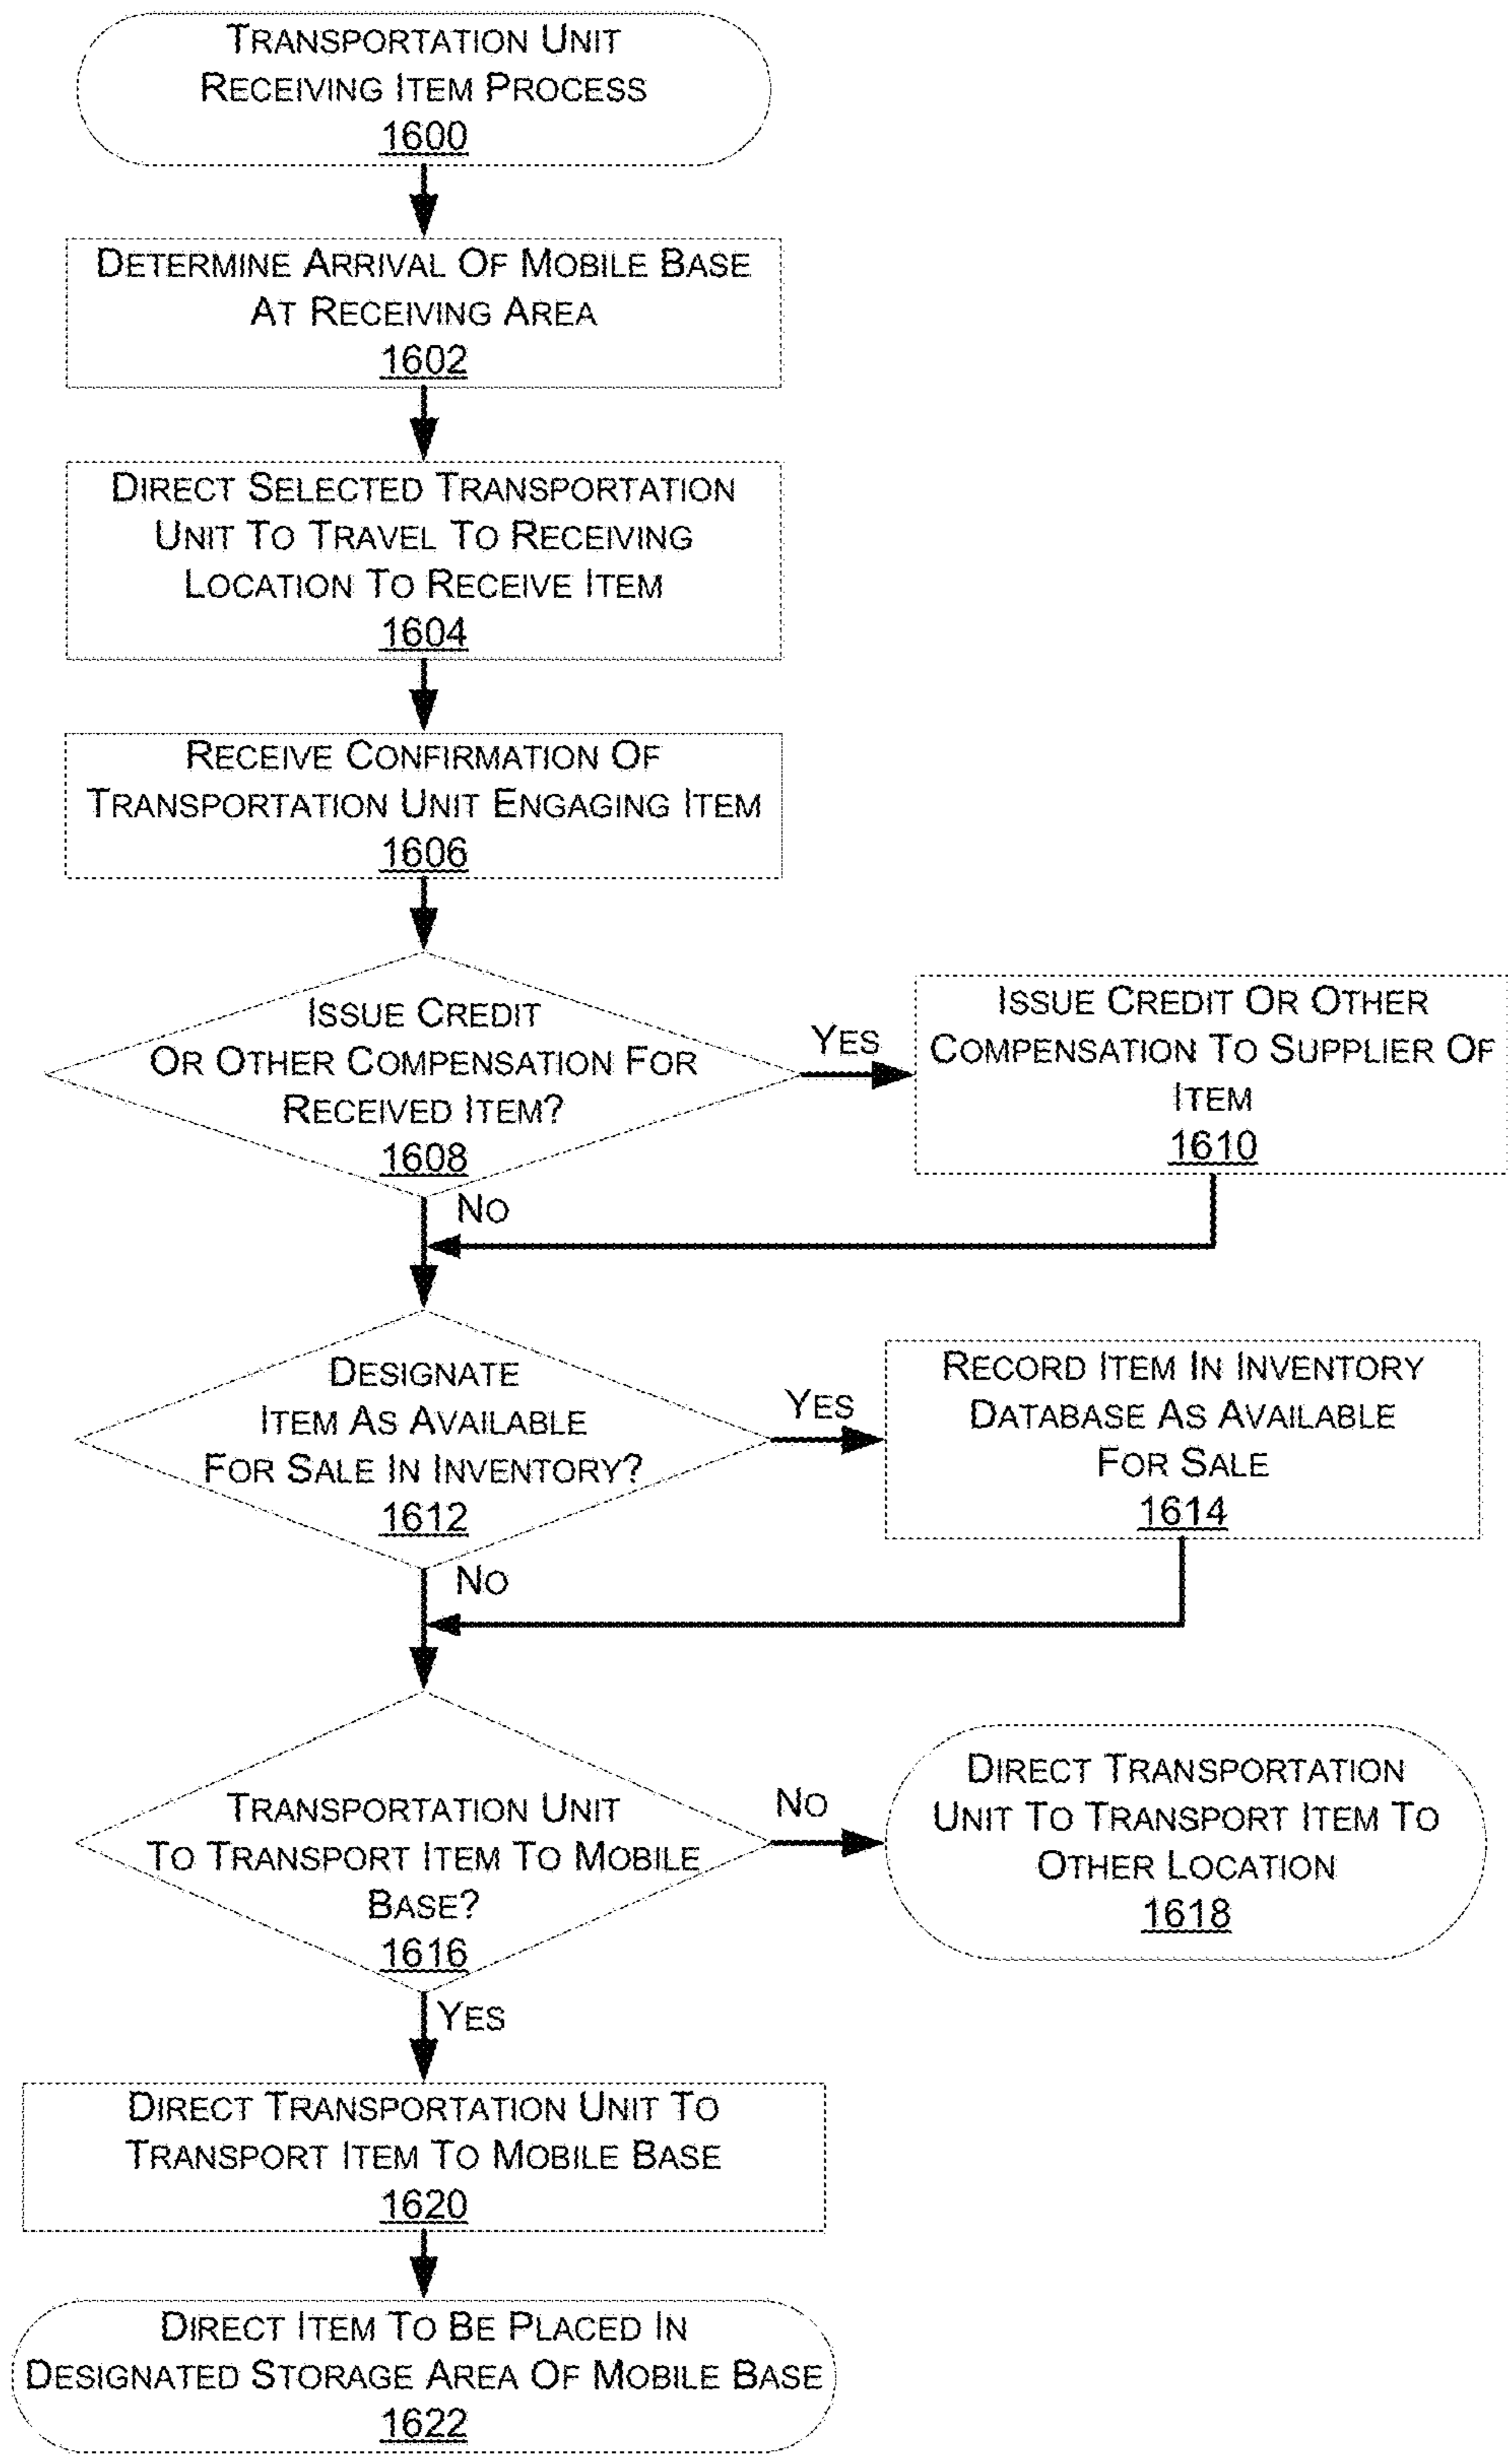 TRANSPORTATION UNIT
RECEIVING ITEM PROCESS
1600
DETERMINE ARRIVAL OF MOBILE BASE
AT RECEIVING AREA
1602
DIRECT SELECTED TRANSPORTATION
UNIT TO TRAVEL TO RECEIVING
LOCATION TO RECEIVE ITEM
1604
RECEIVE CONFIRMATION OF
TRANSPORTATION UNIT ENGAGING ITEM
1606
ISSUE CREDIT
OR OTHER COMPENSATION FOR
RECEIVED ITEM?
1608
YES
ISSUE CREDIT OR OTHER
COMPENSATION TO SUPPLIER OF
ITEM
1610
NO
DESIGNATE
ITEM AS AVAILABLE
FOR SALE IN INVENTORY?
1612
YES
RECORD ITEM IN INVENTORY
DATABASE AS AVAILABLE
FOR SALE
1614
NO
TRANSPORTATION UNIT
TO TRANSPORT ITEM TO MOBILE
BASE?
1616
NO
DIRECT TRANSPORTATION
UNIT TO TRANSPORT ITEM TO
OTHER LOCATION
1618
YES
DIRECT TRANSPORTATION UNIT TO
TRANSPORT ITEM TO MOBILE BASE
1620
DIRECT ITEM TO BE PLACED IN
DESIGNATED STORAGE AREA OF MOBILE BASE
1622